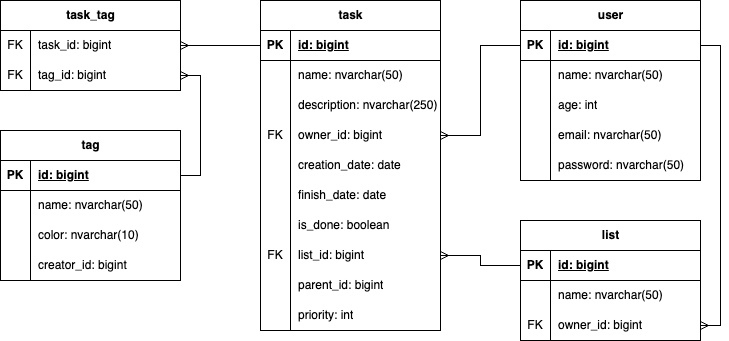 task_tag
FK task_id: bigint
FK tag_id: bigint
tag
PK id: bigint
name: nvarchar(50)
color: nvarchar(10)
creator_id: bigint
task
PK id: bigint
name: nvarchar(50)
description: nvarchar(250)
FK owner_id: bigint
creation_date: date
finish_date: date
is_done: boolean
FK list_id: bigint
parent_id: bigint
priority: int
user
PK id: bigint
name: nvarchar(50)
age: int
email: nvarchar(50)
password: nvarchar(50)
list
PK id: bigint
name: nvarchar(50)
FK owner_id: bigint